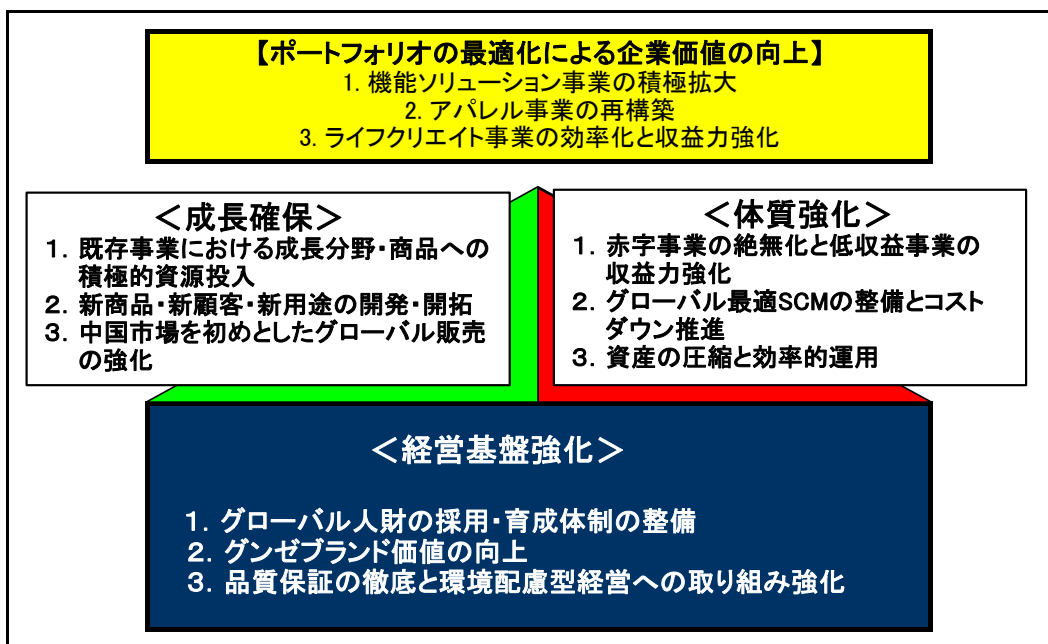 【ポートフォリオの最適化による企業価値の向上】
1. 機能ソリューション事業の積極拡大
2. アパレル事業の再構築
3. ライフクリエイト事業の効率化と収益力強化
＜成長確保＞
1. 既存事業における成長分野・商品への
積極的資源投入
2. 新商品・新顧客・新用途の開発・開拓
3. 中国市場を初めとしたグローバル販売
の強化
＜体質強化＞
1. 赤字事業の絶無化と低収益事業の
収益力強化
2. グローバル最適SCMの整備とコスト
ダウン推進
3. 資産の圧縮と効率的運用
＜経営基盤強化＞
1. グローバル人財の採用・育成体制の整備
2. グンゼブランド価値の向上
3. 品質保証の徹底と環境配慮型経営への取り組み強化